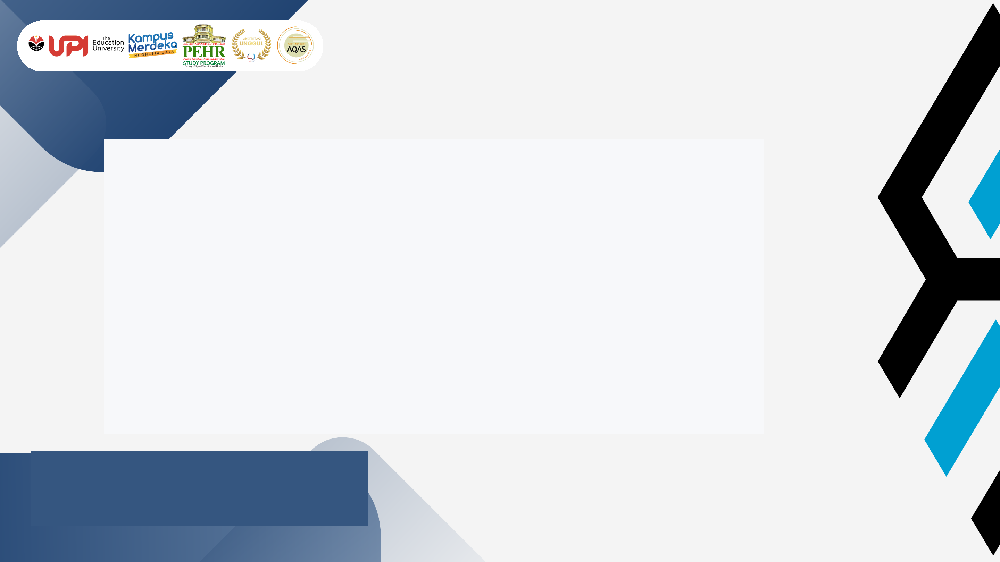 UPI
The
Education
University
Kampus
Merdeka
INDONESIA JAYA
UNIVERSITAS PENDIDIKAN INDONESIA
PEHR
Physical Education, Health, and Recreation
STUDY PROGRAM
Faculty of Sport Education and Health
AKREDITASI
UNGGUL
AQAS